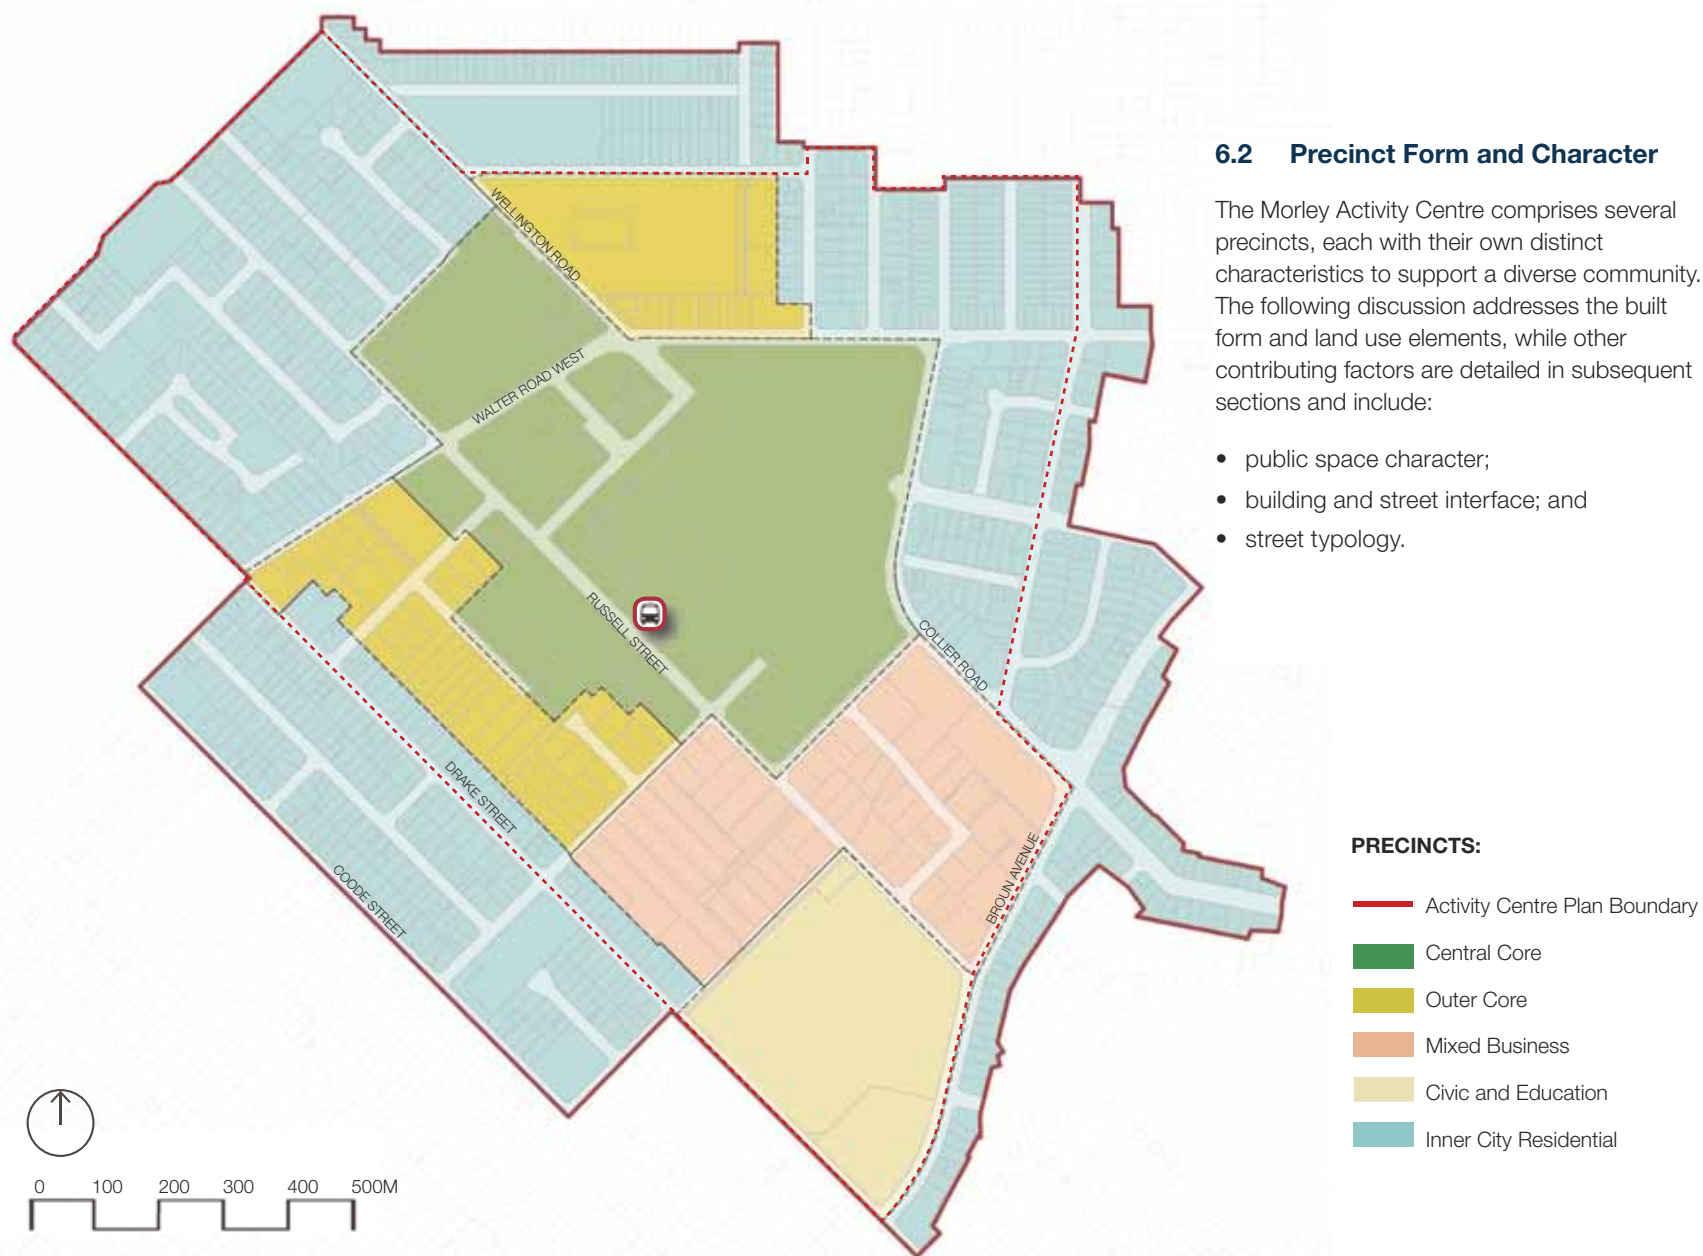 6.2 Precinct Form and Character
The Morley Activity Centre comprises several
precincts, each with their own distinct
characteristics to support a diverse community.
The following discussion addresses the built
form and land use elements, while other
contributing factors are detailed in subsequent
sections and include:
• public space character;
• building and street interface; and
• street typology.
WELLINGTON ROAD
WALTER ROAD WEST
RUSSELL STREET
COLLIER ROAD
DRAKE STREET
COODE STREET
BROUN AVENUE
PRECINCTS:
Activity Centre Plan Boundary
Central Core
Outer Core
Mixed Business
Civic and Education
Inner City Residential
0 100 200 300 400 500M